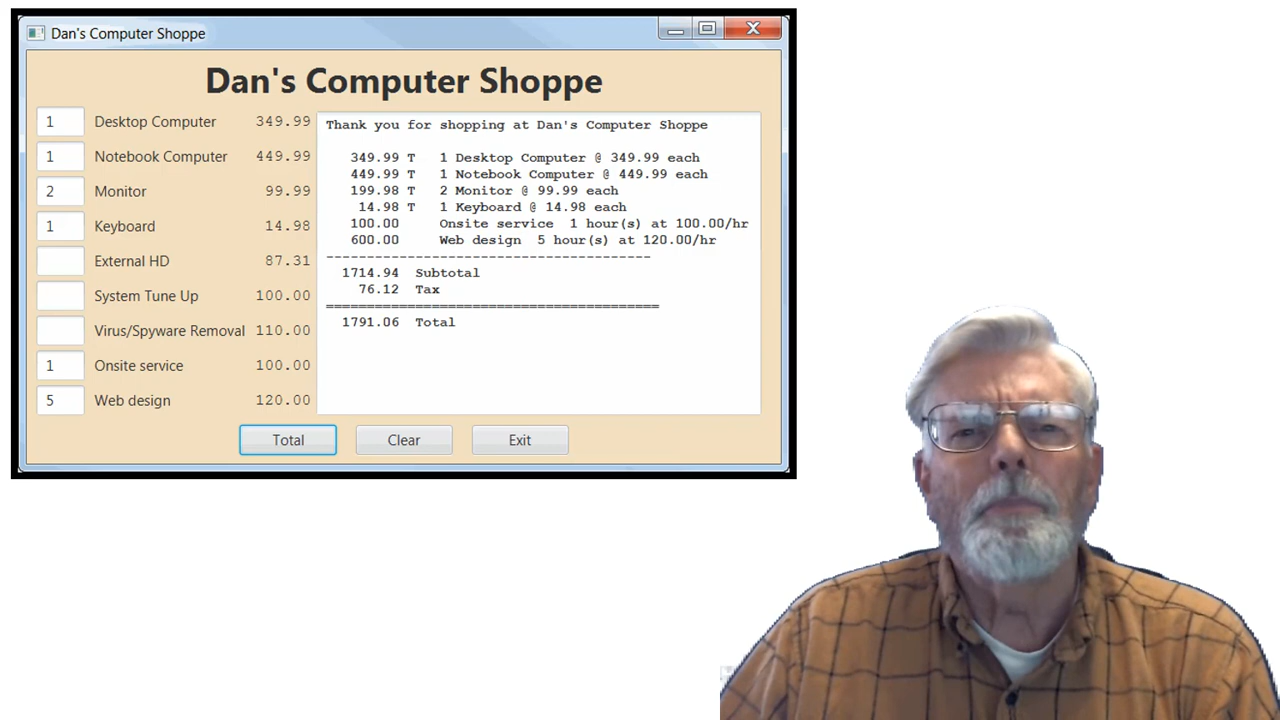 Dan's Computer Shoppe
Dan's Computer Shoppe
1 Desktop Computer 349.99
1 Notebook Computer 449.99
2 Monitor 99.99
1 Keyboard 14.98
External HD 87.31
System Tune Up 100.00
Virus/Spyware Removal 110.00
1 Onsite service 100.00
5 Web design 120.00
Thank you for shopping at Dan's Computer Shoppe
349.99 T 1 Desktop Computer @ 349.99 each
449.99 T 1 Notebook Computer @ 449.99 each
199.98 T 2 Monitor @ 99.99 each
14.98 T 1 Keyboard @ 14.98 each
100.00 Onsite service 1 hour(s) at 100.00/hr
600.00 Web design 5 hour(s) at 120.00/hr
----------------------------------------
1714.94 Subtotal
76.12 Tax
=========================================
1791.06 Total
Total Clear Exit